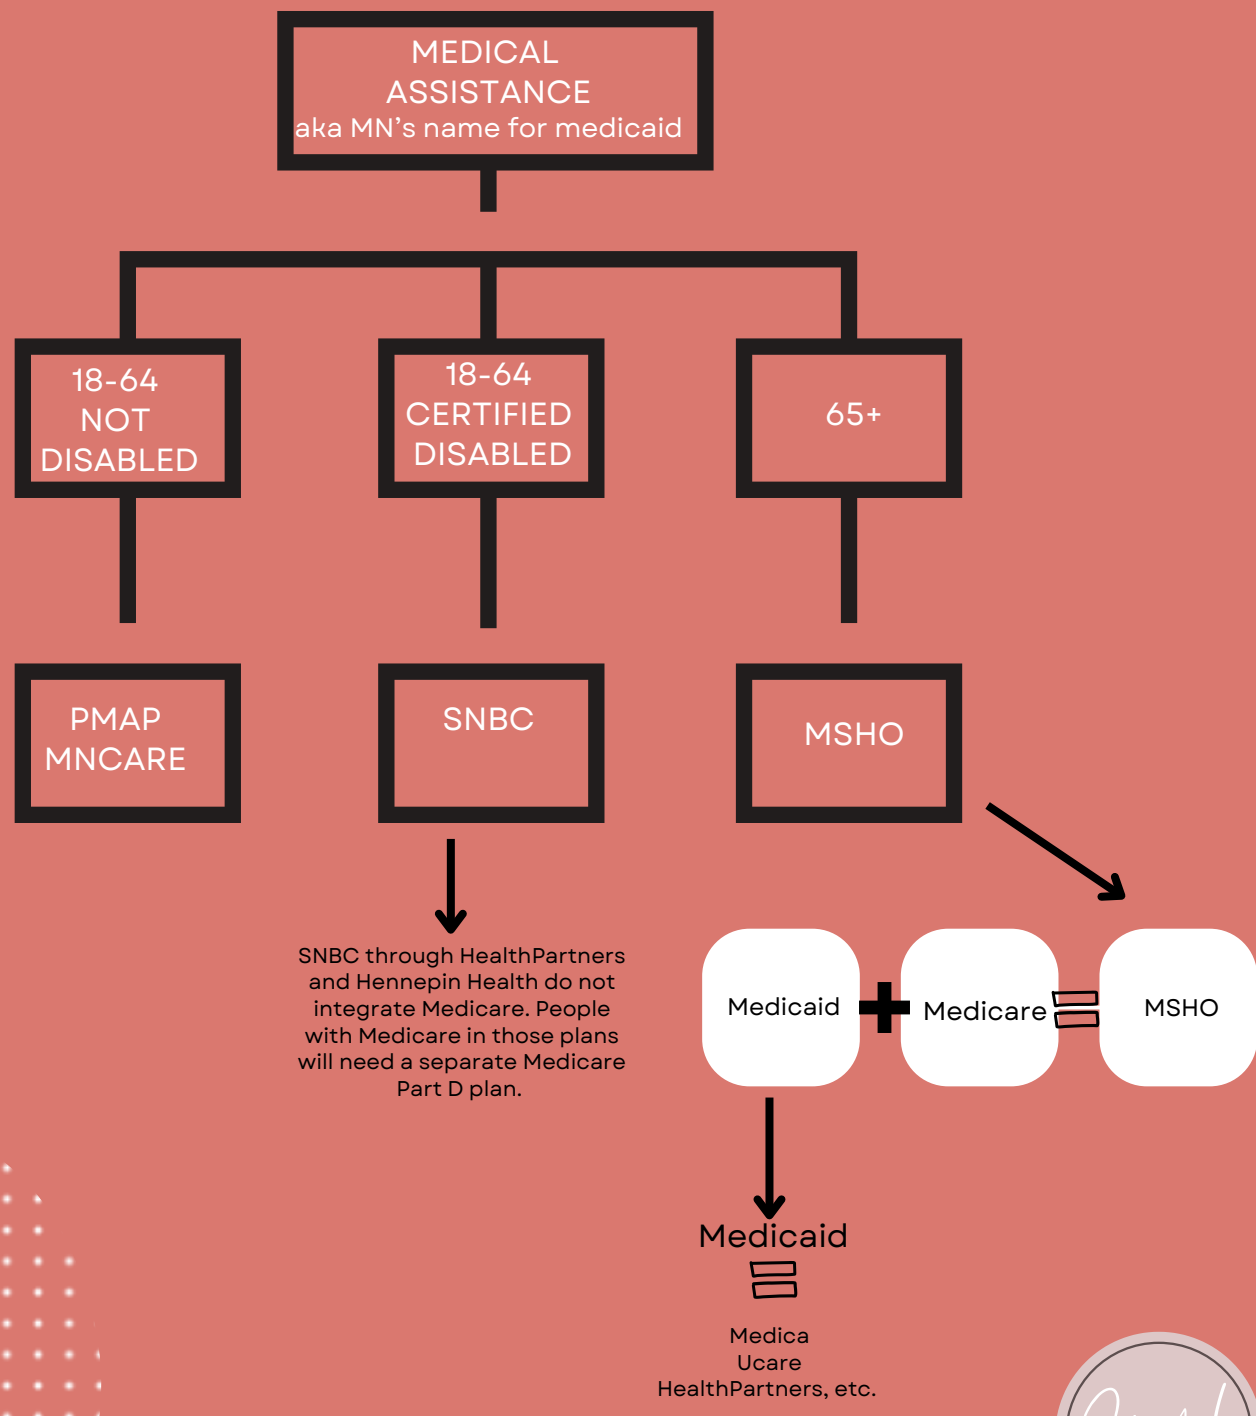 MEDICAL
ASSISTANCE
aka MN's name for medicaid
18-64
NOT
DISABLED
18-64
CERTIFIED
DISABLED
65+
PMAP
MNCARE
SNBC
MSHO
SNBC through HealthPartners
and Hennepin Health do not
integrate Medicare. People
with Medicare in those plans
will need a separate Medicare
Part D plan.
Medicaid
Medicare
MSHO
Medicaid
Medica
Ucare
HealthPartners, etc.